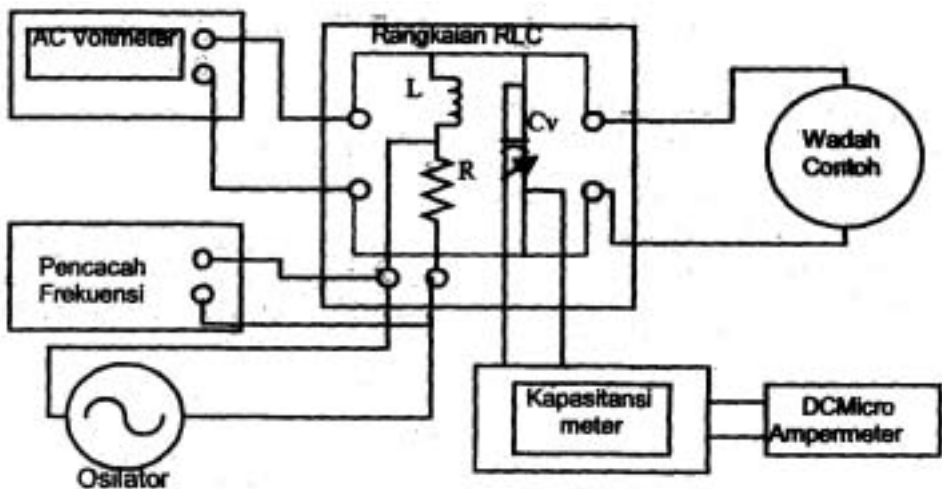 AC Voltmeter
Rangkaian RLC
L
Cv
R
Wadah
Contoh
Pencacah
Frekuensi
Osilator
Kapasitansi
meter
DCMicro
Ampermeter